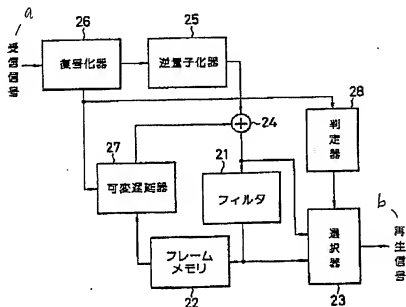 a
受信信号
26
復号化器
25
逆量子化器
24
28
判定器
27
可変遅延器
21
フィルタ
b
再生信号
フレーム
メモリ
22
選択器
23